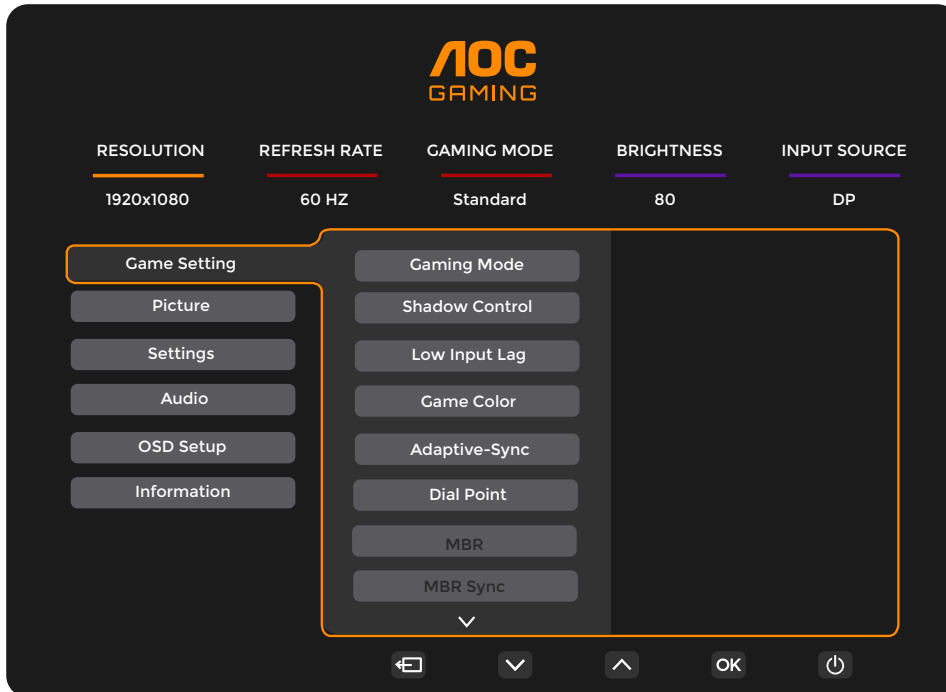 AOC
GAMING
RESOLUTION REFRESH RATE GAMING MODE BRIGHTNESS INPUT SOURCE
1920x1080 60 HZ Standard 80 DP
Game Setting
Picture
Settings
Audio
OSD Setup
Information
Gaming Mode
Shadow Control
Low Input Lag
Game Color
Adaptive-Sync
Dial Point
MBR
MBR Sync
OK